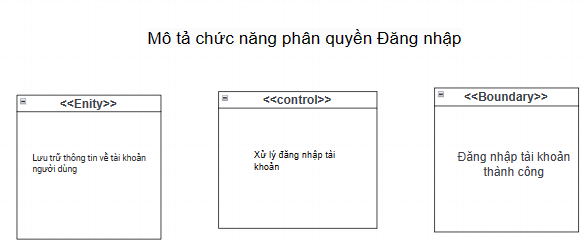 Mô tả chức năng phân quyền Đăng nhập
<<Enity>>
Lưu trữ thông tin về tài khoản
người dùng
<<control>>
Xử lý đăng nhập tài
khoản
<<Boundary>>
Đăng nhập tài khoản
thành công